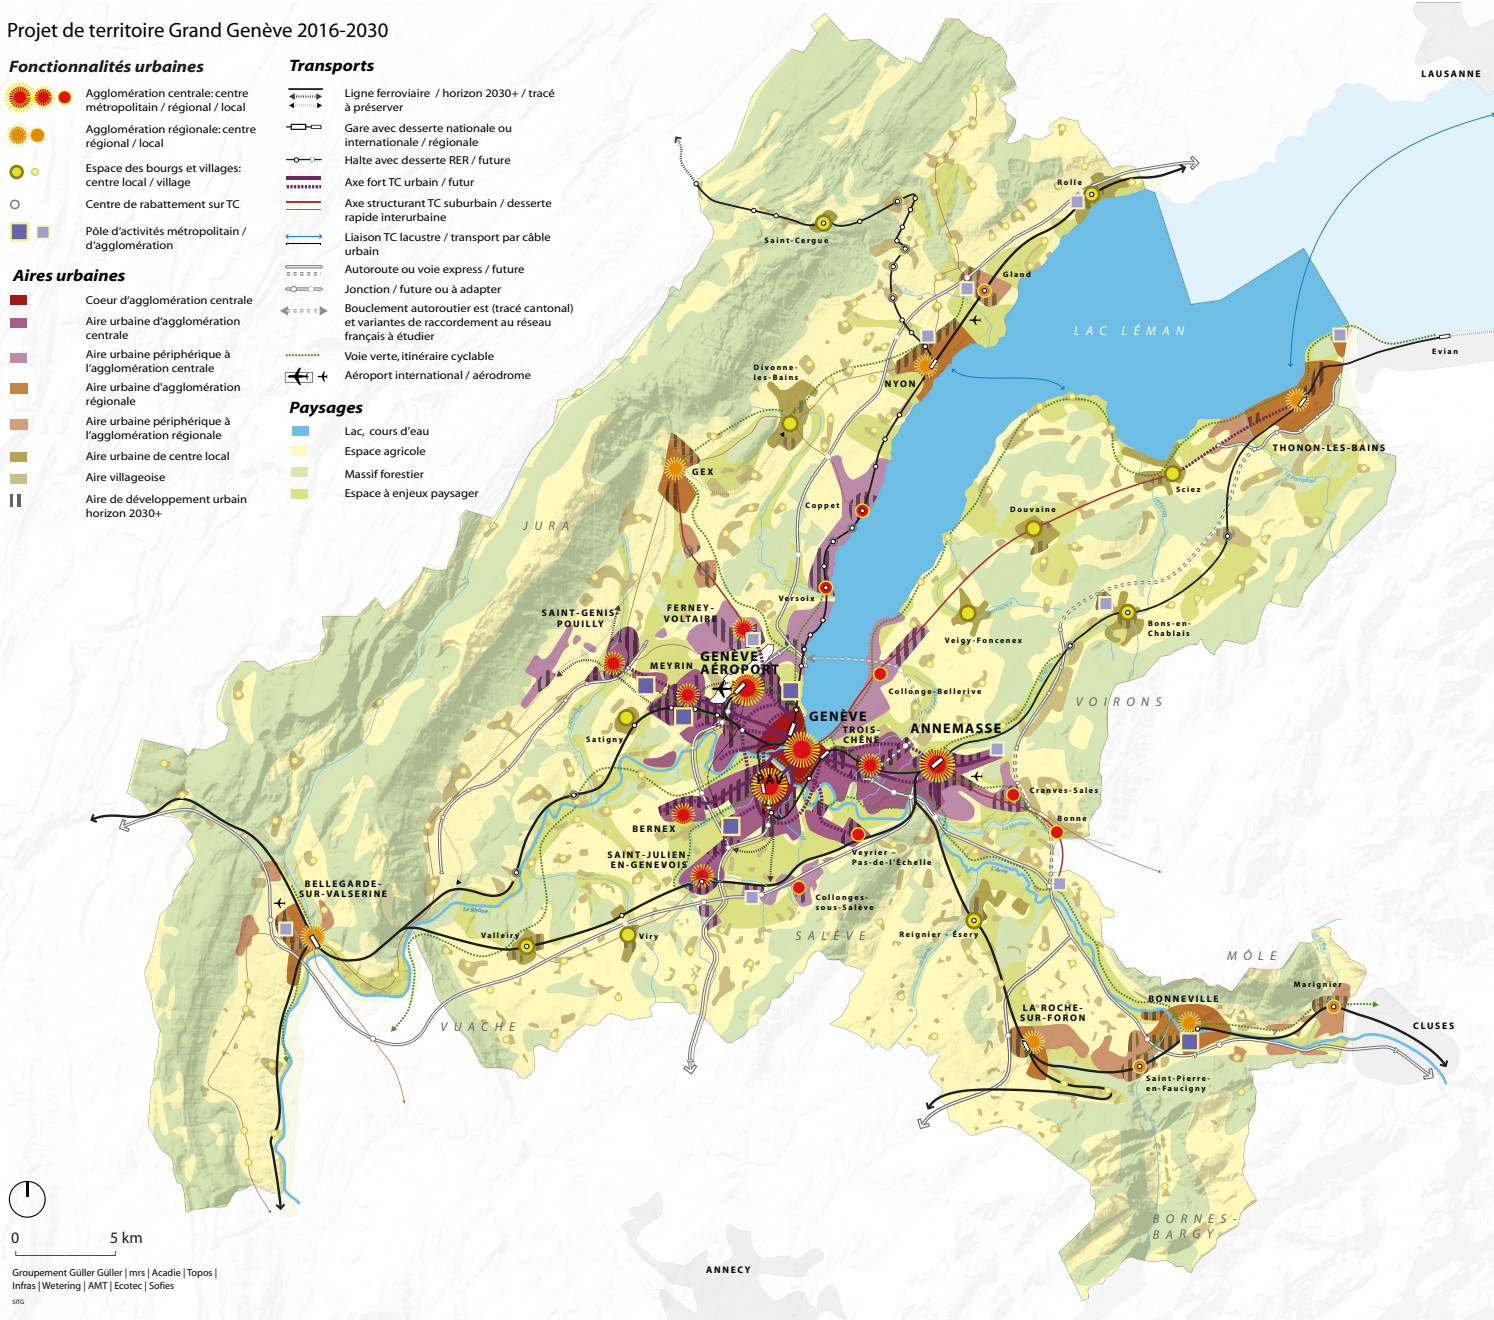 Projet de territoire Grand Genève 2016-2030
Fonctionnalités urbaines
Agglomération centrale: centre
métropolitain / régional / local
Agglomération régionale: centre
régional / local
Espace des bourgs et villages:
centre local / village
Centre de rabattement sur TC
Pôle d'activités métropolitain /
d'agglomération
Aires urbaines
Coeur d'agglomération centrale
Aire urbaine d'agglomération
centrale
Aire urbaine périphérique à
l'agglomération centrale
Aire urbaine d'agglomération
régionale
Aire urbaine périphérique à
l'agglomération régionale
Aire urbaine de centre local
Aire villageoise
Aire de développement urbain
horizon 2030+
Transports
Ligne ferroviaire / horizon 2030+ / tracé
à préserver
Gare avec desserte nationale ou
internationale / régionale
Halte avec desserte RER / future
Axe fort TC urbain / futur
Axe structurant TC suburbain / desserte
rapide interurbaine
Liaison TC lacustre / transport par câble
urbain
Autoroute ou voie express / future
Jonction / future ou à adapter
Bouclement autoroutier est (tracé cantonal)
et variantes de raccordement au réseau
français à étudier
Voie verte, itinéraire cyclable
Aéroport international / aérodrome
Paysages
Lac, cours d'eau
Espace agricole
Massif forestier
Espace à enjeux paysager
LAUSANNE
Rolle
Saint-Cergue
Gland
LAC LÉMAN
Evian
Divonne-
les-Bains
NYON
THONON-LES-BAINS
GEX
Sciez
Coppet
Douvaine
JURA
Versoix
SAINT-GENIS-
POUILLY
FERNEY-
VOLTAIRE
Veigy-Foncenex
Bons-en-
Chablais
MEYRIN
GENÈVE
AÉROPORT
Collonge-Bellerive
VOIRONS
GENÈVE
Satigny
TROIS-
CHÊNE
ANNEMASSE
PAV
Cranves-Sales
BERNEX
Bonne
SAINT-JULIEN-
EN-GENEVOIS
Veyrier -
Pas-de-l'Échelle
L'Arve
BELLEGARDE-
SUR-VALSERINE
Collonges-
sous-Salève
Le Rhône
Valleiry
Viry
SALÈVE
Reignier - Ésery
MÔLE
Marignier
BONNEVILLE
LA ROCHE-
SUR-FORON
VUACHE
CLUSES
Saint-Pierre-
en-Faucigny
BORNES-
BARGY
ANNECY
0 5 km
Groupement Güller Güller | mrs | Acadie | Topos |
Infras | Wetering | AMT | Ecotec | Sofies
SITG